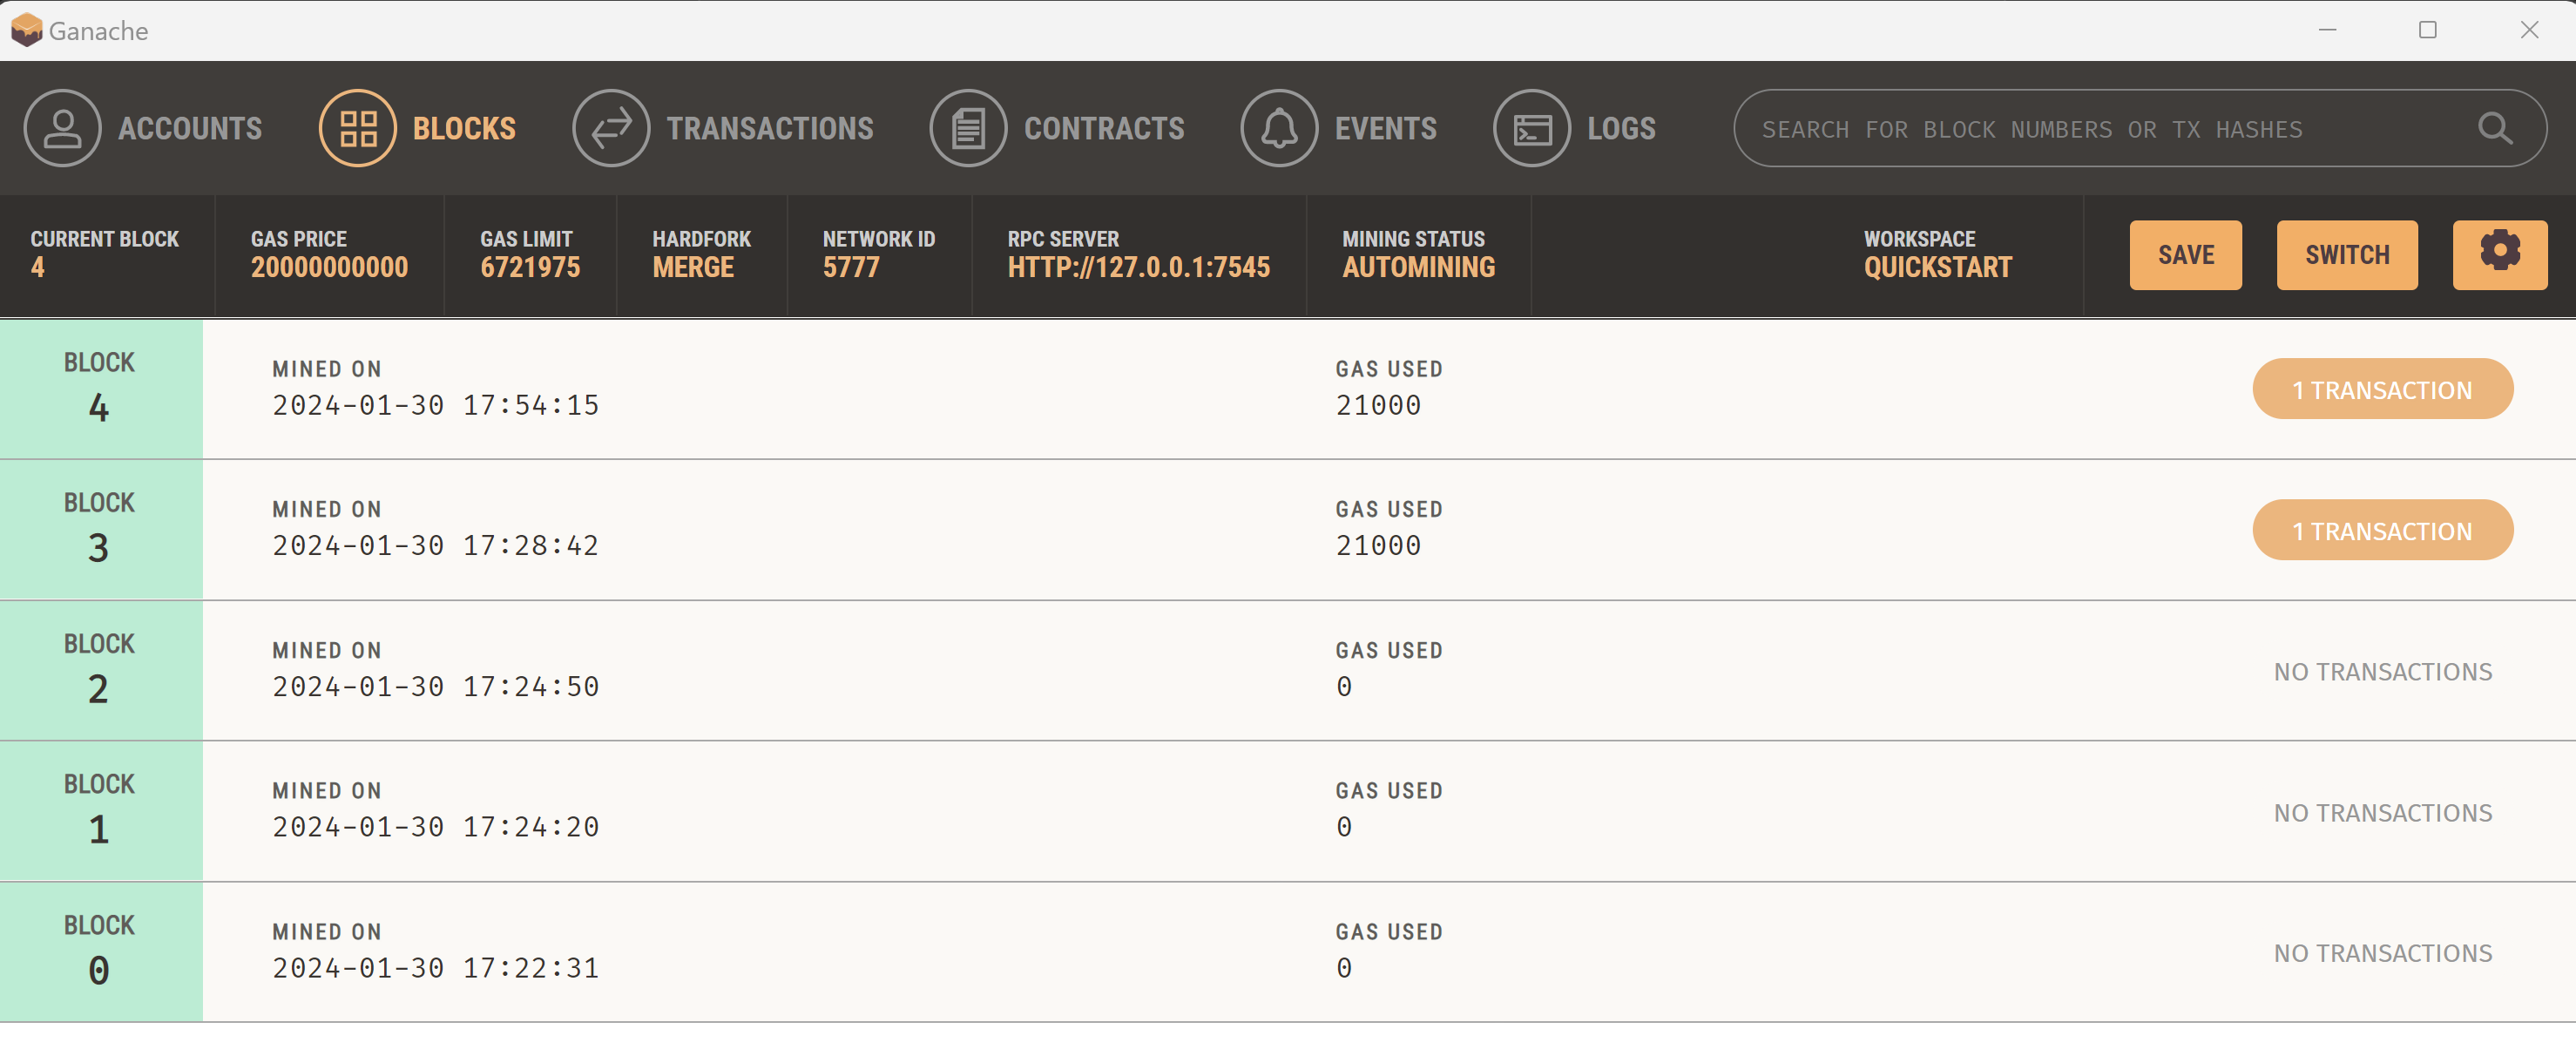 Ganache
ACCOUNTS BLOCKS TRANSACTIONS CONTRACTS EVENTS LOGS SEARCH FOR BLOCK NUMBERS OR TX HASHES
CURRENT BLOCK GAS PRICE GAS LIMIT HARDFORK NETWORK ID RPC SERVER MINING STATUS WORKSPACE
4 20000000000 6721975 MERGE 5777 HTTP://127.0.0.1:7545 AUTOMINING QUICKSTART SAVE SWITCH
BLOCK MINED ON GAS USED
4 2024-01-30 17:54:15 21000 1 TRANSACTION
BLOCK MINED ON GAS USED
3 2024-01-30 17:28:42 21000 1 TRANSACTION
BLOCK MINED ON GAS USED
2 2024-01-30 17:24:50 0 NO TRANSACTIONS
BLOCK MINED ON GAS USED
1 2024-01-30 17:24:20 0 NO TRANSACTIONS
BLOCK MINED ON GAS USED
0 2024-01-30 17:22:31 0 NO TRANSACTIONS